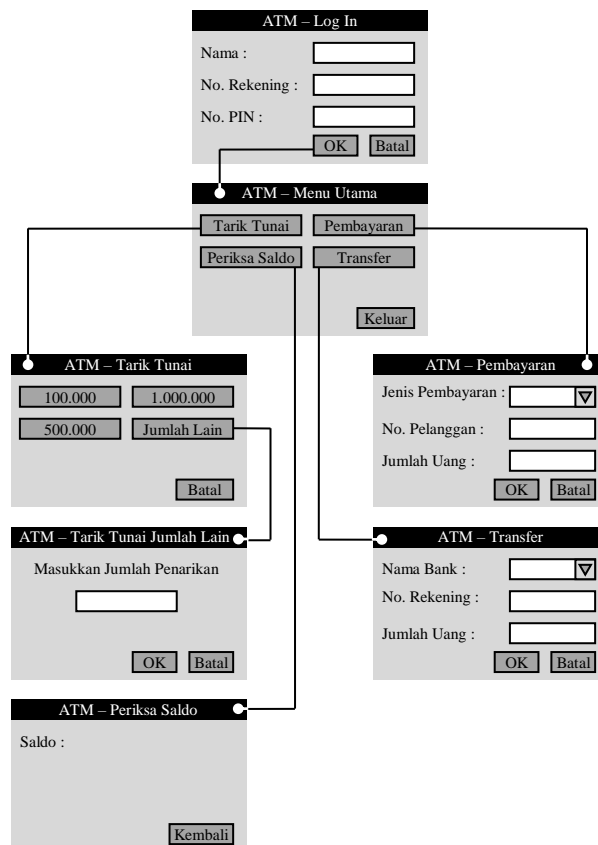 ATM – Log In
Nama :
No. Rekening :
No. PIN :
OK Batal
ATM – Menu Utama
Tarik Tunai Pembayaran
Periksa Saldo Transfer
Keluar
ATM – Tarik Tunai
100.000 1.000.000
500.000 Jumlah Lain
Batal
ATM – Pembayaran
Jenis Pembayaran :
No. Pelanggan :
Jumlah Uang :
OK Batal
ATM – Tarik Tunai Jumlah Lain
Masukkan Jumlah Penarikan
OK Batal
ATM – Transfer
Nama Bank :
No. Rekening :
Jumlah Uang :
OK Batal
ATM – Periksa Saldo
Saldo :
Kembali